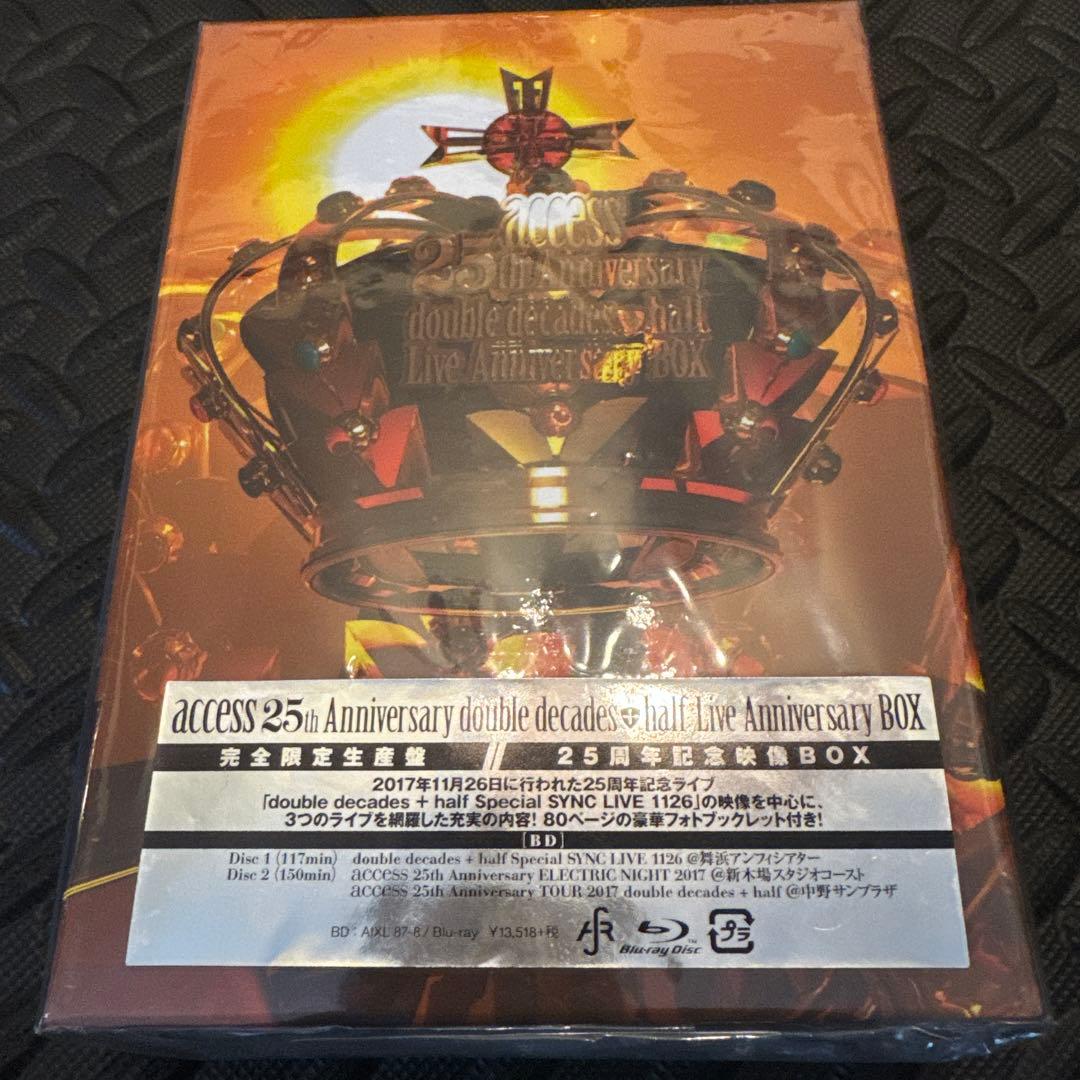 access
25th Anniversary
double decades + half
Live Anniversary BOX
access 25th Anniversary double decades + half Live Anniversary BOX
完全限定生産盤 // 25周年記念映像BOX
2017年11月26日に行われた25周年記念ライブ
「double decades + half Special SYNC LIVE 1126」の映像を中心に、
3つのライブを網羅した充実の内容! 80ページの豪華フォトブックレット付き!
[BD]
Disc 1 (117min) double decades + half Special SYNC LIVE 1126 @舞浜アンフィシアター
Disc 2 (150min) access 25th Anniversary ELECTRIC NIGHT 2017 @新木場スタジオコースト
access 25th Anniversary TOUR 2017 double decades + half @中野サンプラザ
BD : AIXL 87-8 / Blu-ray ¥13,518+税 Blu-ray Disc プラ